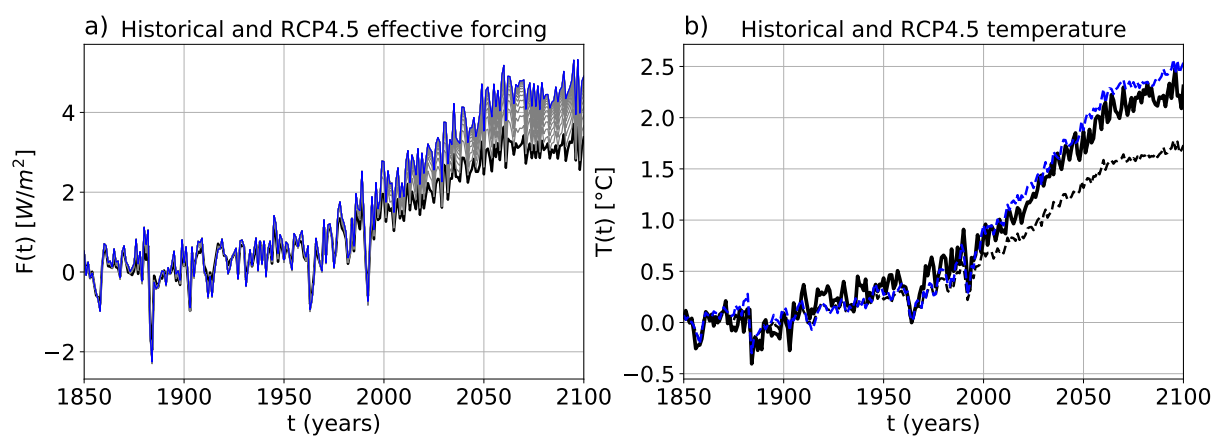 a) Historical and RCP4.5 effective forcing
F(t) [W/m²]
4
2
0
−2
1850 1900 1950 2000 2050 2100
t (years)
b) Historical and RCP4.5 temperature
T(t) [°C]
2.5
2.0
1.5
1.0
0.5
0.0
−0.5
1850 1900 1950 2000 2050 2100
t (years)